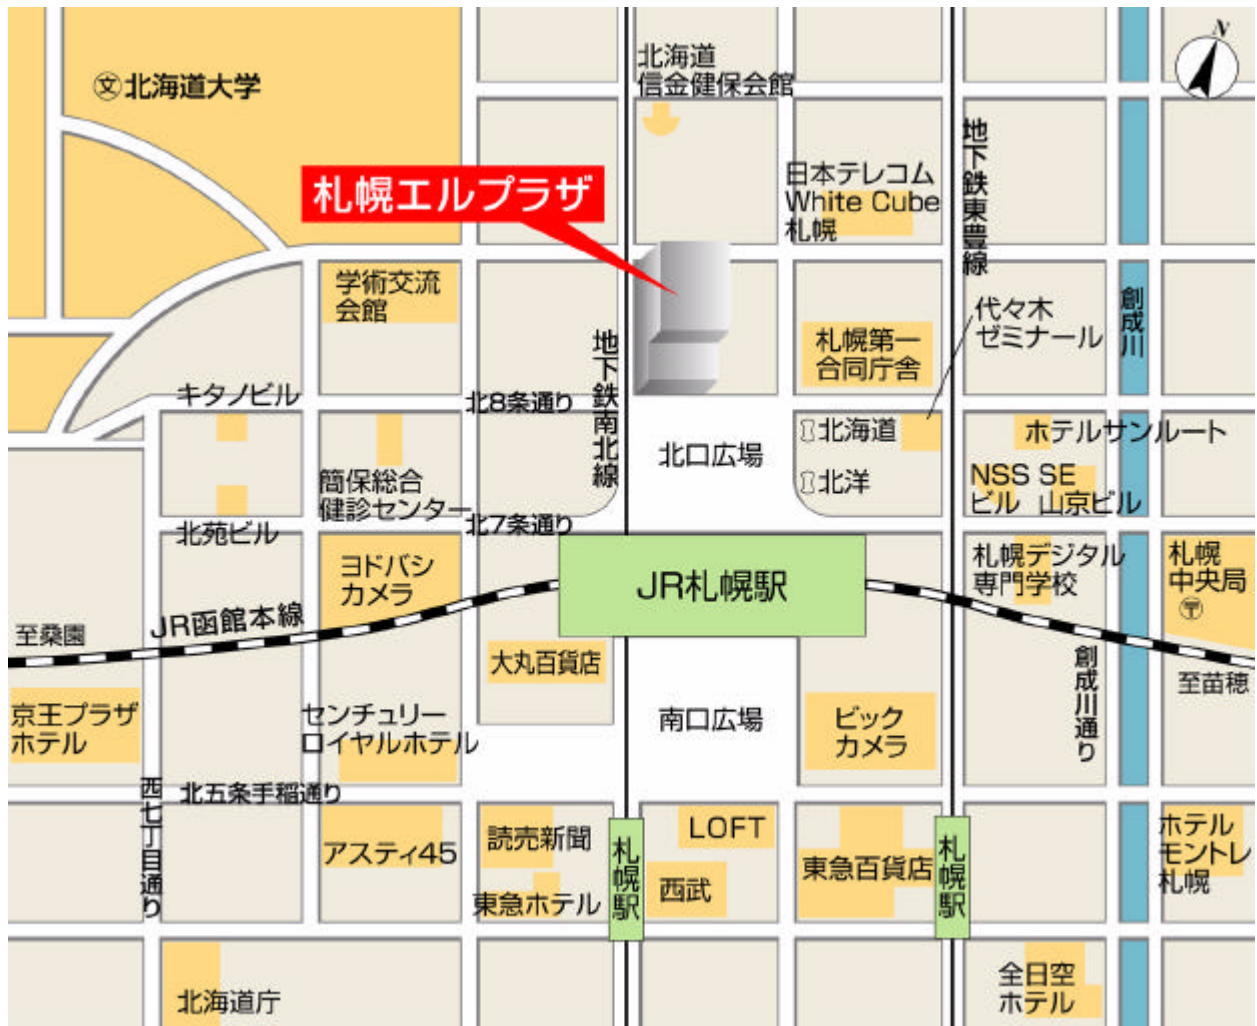 N
北海道
信金健保会館
㊛北海道大学
地下鉄東豊線
日本テレコム
White Cube
札幌
札幌エルプラザ
学術交流
会館
創成川
代々木
ゼミナール
地下鉄南北線
札幌第一
合同庁舎
キタノビル
北8条通り
北海道
ホテルサンルート
北口広場
簡保総合
健診センター
北洋
NSS SE
ビル 山京ビル
北苑ビル
北7条通り
ヨドバシ
カメラ
JR札幌駅
札幌デジタル
専門学校
札幌
中央局
〒
JR函館本線
至桑園
大丸百貨店
創成川通り
至苗穂
京王プラザ
ホテル
センチュリー
ロイヤルホテル
南口広場
ビック
カメラ
西七丁目通り
北五条手稲通り
アスティ45
読売新聞
札幌駅
LOFT
東急百貨店
札幌駅
ホテル
モントレ
札幌
東急ホテル
西武
北海道庁
全日空
ホテル